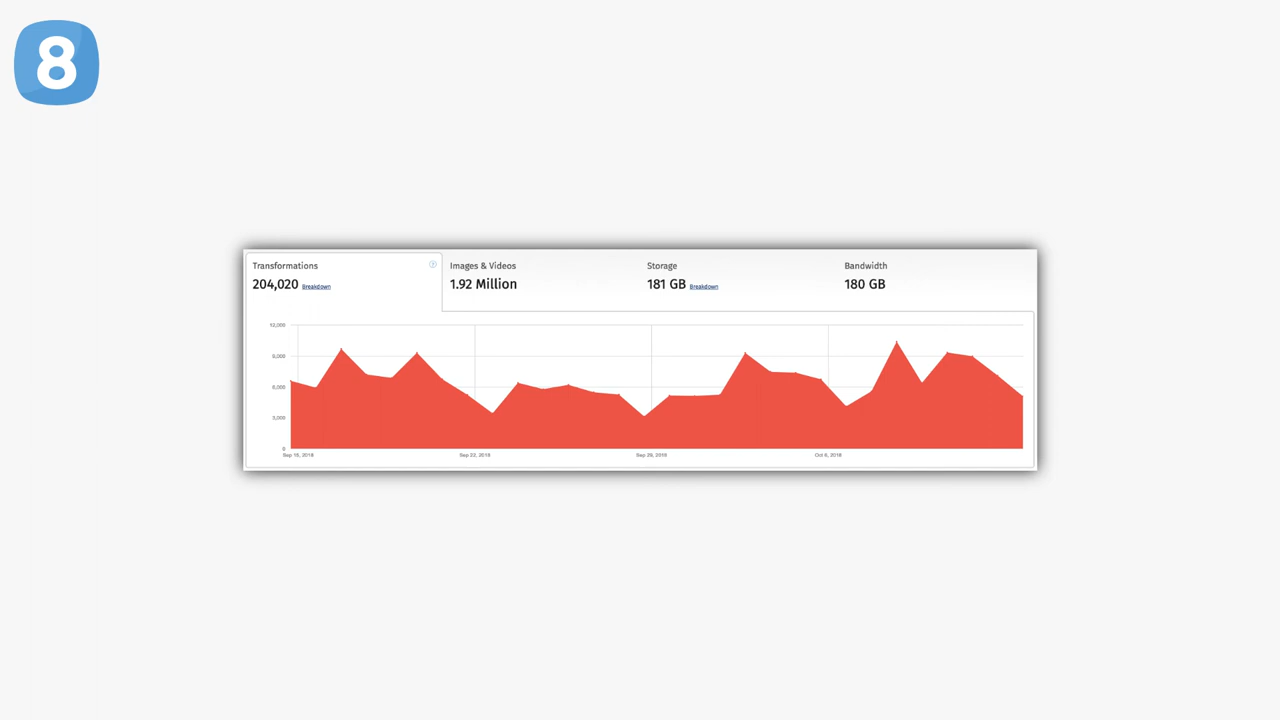 8
Transformations
204,020 Breakdown
Images & Videos
1.92 Million
Storage
181 GB Breakdown
Bandwidth
180 GB
12,000
9,000
6,000
3,000
0
Sep 15, 2018
Sep 22, 2018
Sep 29, 2018
Oct 6, 2018